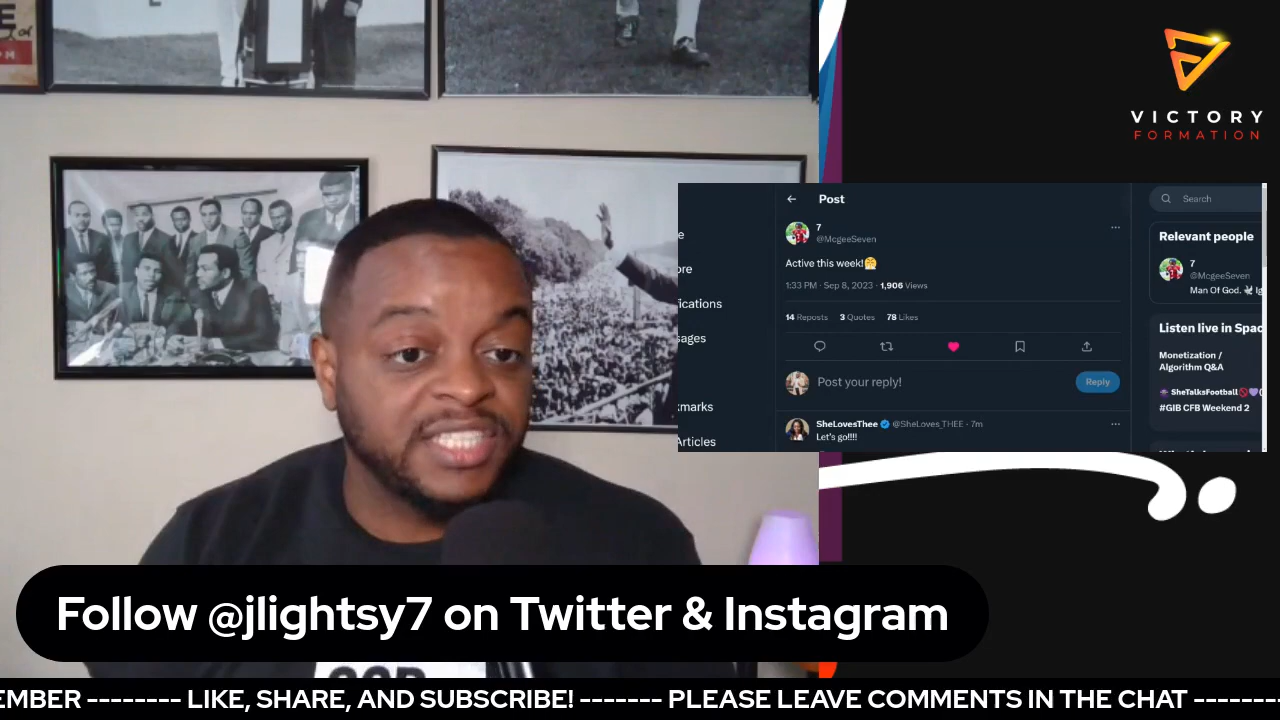 VICTORY
FORMATION
Post
Search
7
@McgeeSeven
Active this week!😤
1:33 PM · Sep 8, 2023 · 1,906 Views
14 Reposts 3 Quotes 78 Likes
Post your reply!
Reply
SheLovesThee @SheLoves_THEE · 7m
Let's go!!!!
Relevant people
7
@McgeeSeven
Man Of God. 🕊
Listen live in Spac
Monetization /
Algorithm Q&A
SheTalksFootball
#GIB CFB Weekend 2
ications
sages
kmarks
Articles
Follow @jlightsy7 on Twitter & Instagram
EMBER -------- LIKE, SHARE, AND SUBSCRIBE! ------- PLEASE LEAVE COMMENTS IN THE CHAT -------